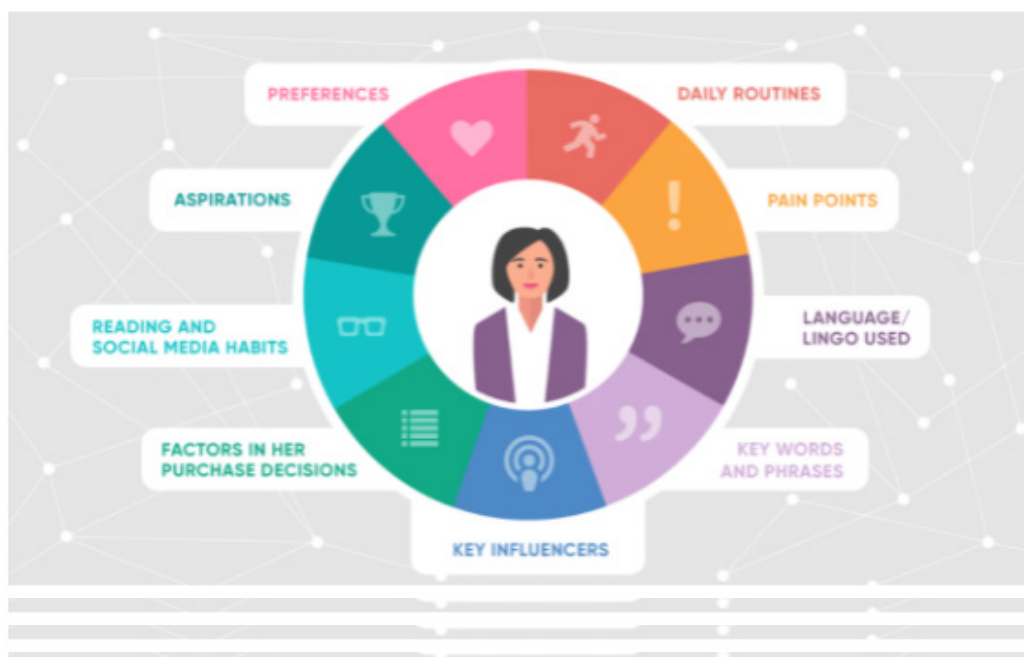 PREFERENCES
DAILY ROUTINES
ASPIRATIONS
PAIN POINTS
READING AND
SOCIAL MEDIA HABITS
LANGUAGE/
LINGO USED
FACTORS IN HER
PURCHASE DECISIONS
KEY WORDS
AND PHRASES
KEY INFLUENCERS